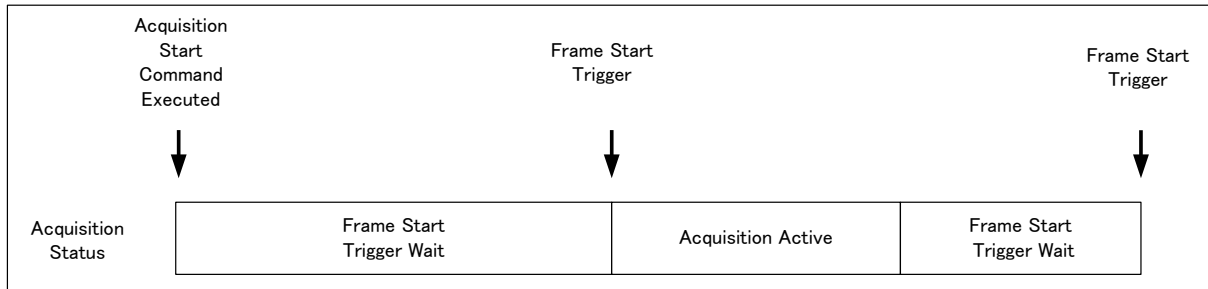 Acquisition
Start
Command
Executed
Frame Start
Trigger
Frame Start
Trigger
Acquisition
Status
Frame Start
Trigger Wait
Acquisition Active
Frame Start
Trigger Wait